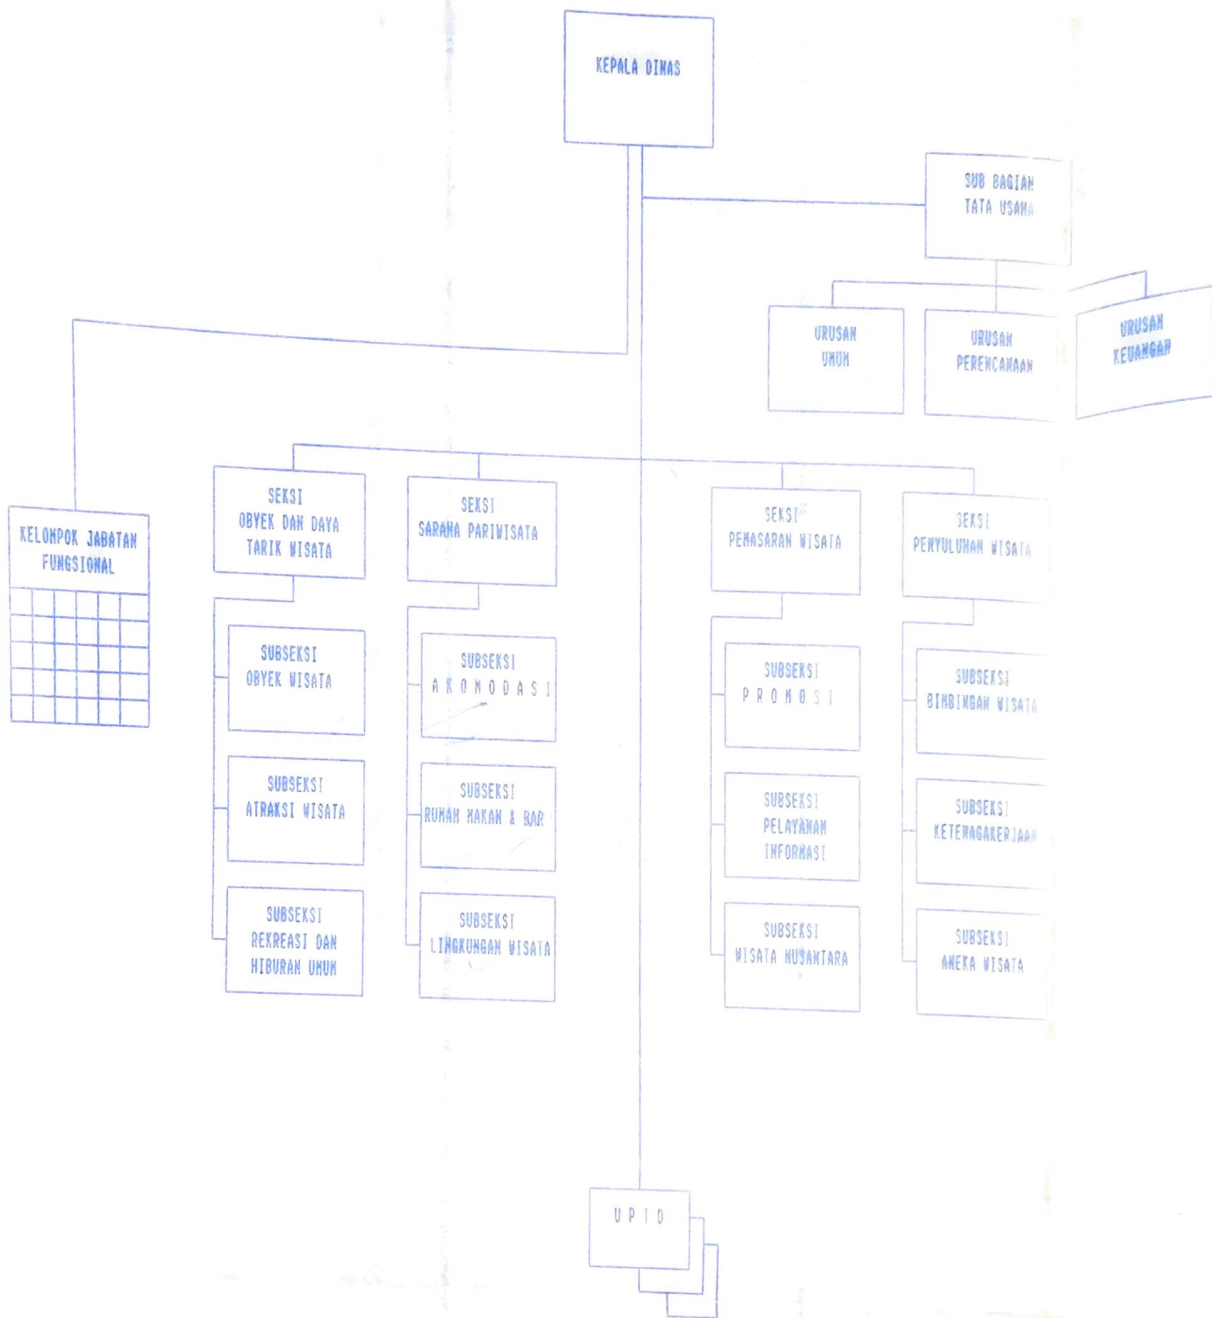 KEPALA DINAS
SUB BAGIAN
TATA USAHA
URUSAN
UMUM
URUSAN
PERENCANAAN
URUSAN
KEUANGAN
KELOMPOK JABATAN
FUNGSIONAL
SEKSI
OBYEK DAN DAYA
TARIK WISATA
SUBSEKSI
OBYEK WISATA
SUBSEKSI
ATRAKSI WISATA
SUBSEKSI
REKREASI DAN
HIBURAN UMUM
SEKSI
SARANA PARIWISATA
SUBSEKSI
A K O M O D A S I
SUBSEKSI
RUMAH MAKAN & BAR
SUBSEKSI
LINGKUNGAN WISATA
SEKSI
PEMASARAN WISATA
SUBSEKSI
P R O M O S I
SUBSEKSI
PELAYANAN
INFORMASI
SUBSEKSI
WISATA NUSANTARA
SEKSI
PENYULUHAN WISATA
SUBSEKSI
BIMBINGAN WISATA
SUBSEKSI
KETENAGAKERJAAN
SUBSEKSI
ANEKA WISATA
U P T D